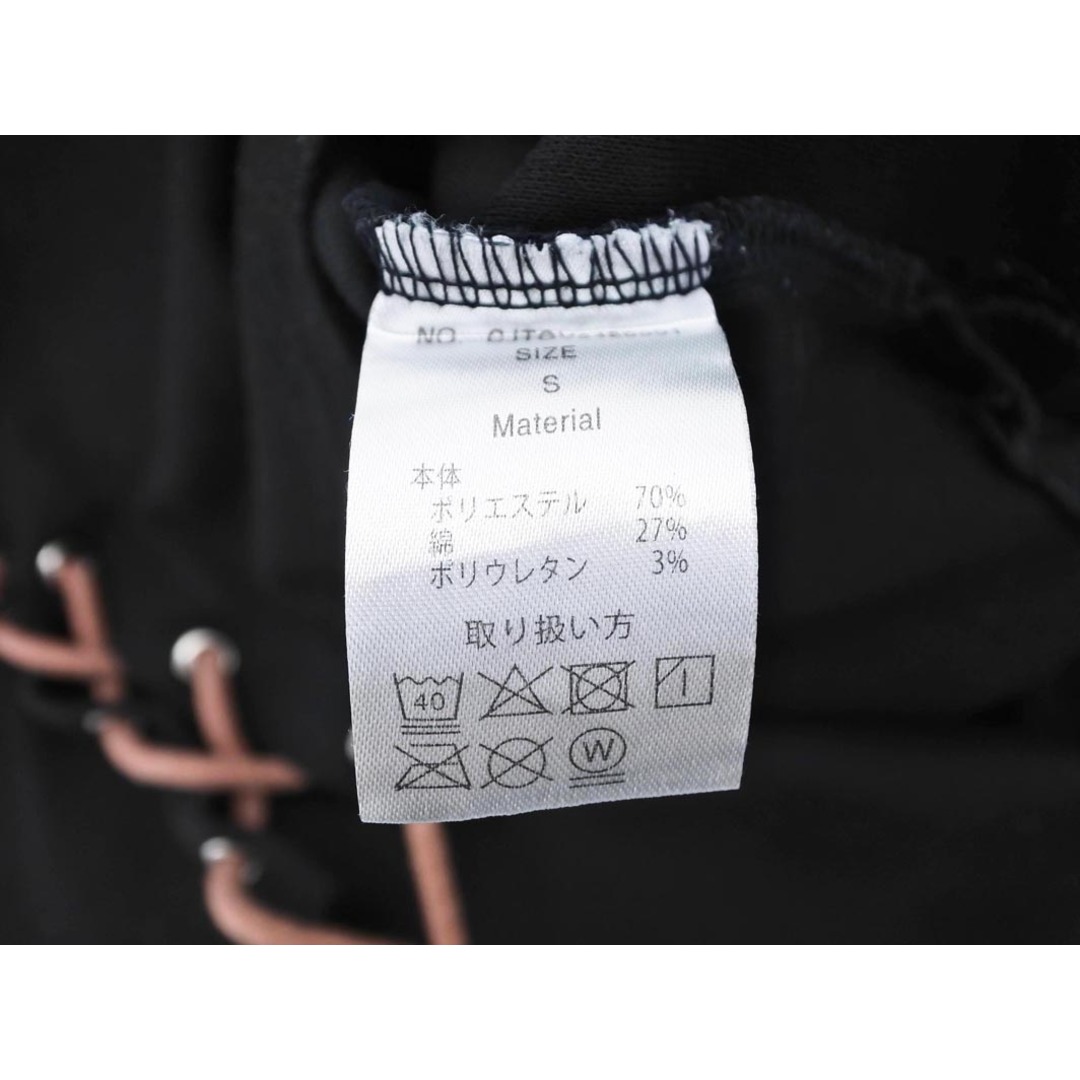 NO.
SIZE
S
Material
本体
ポリエステル 70%
綿 27%
ポリウレタン 3%
取り扱い方
40
W